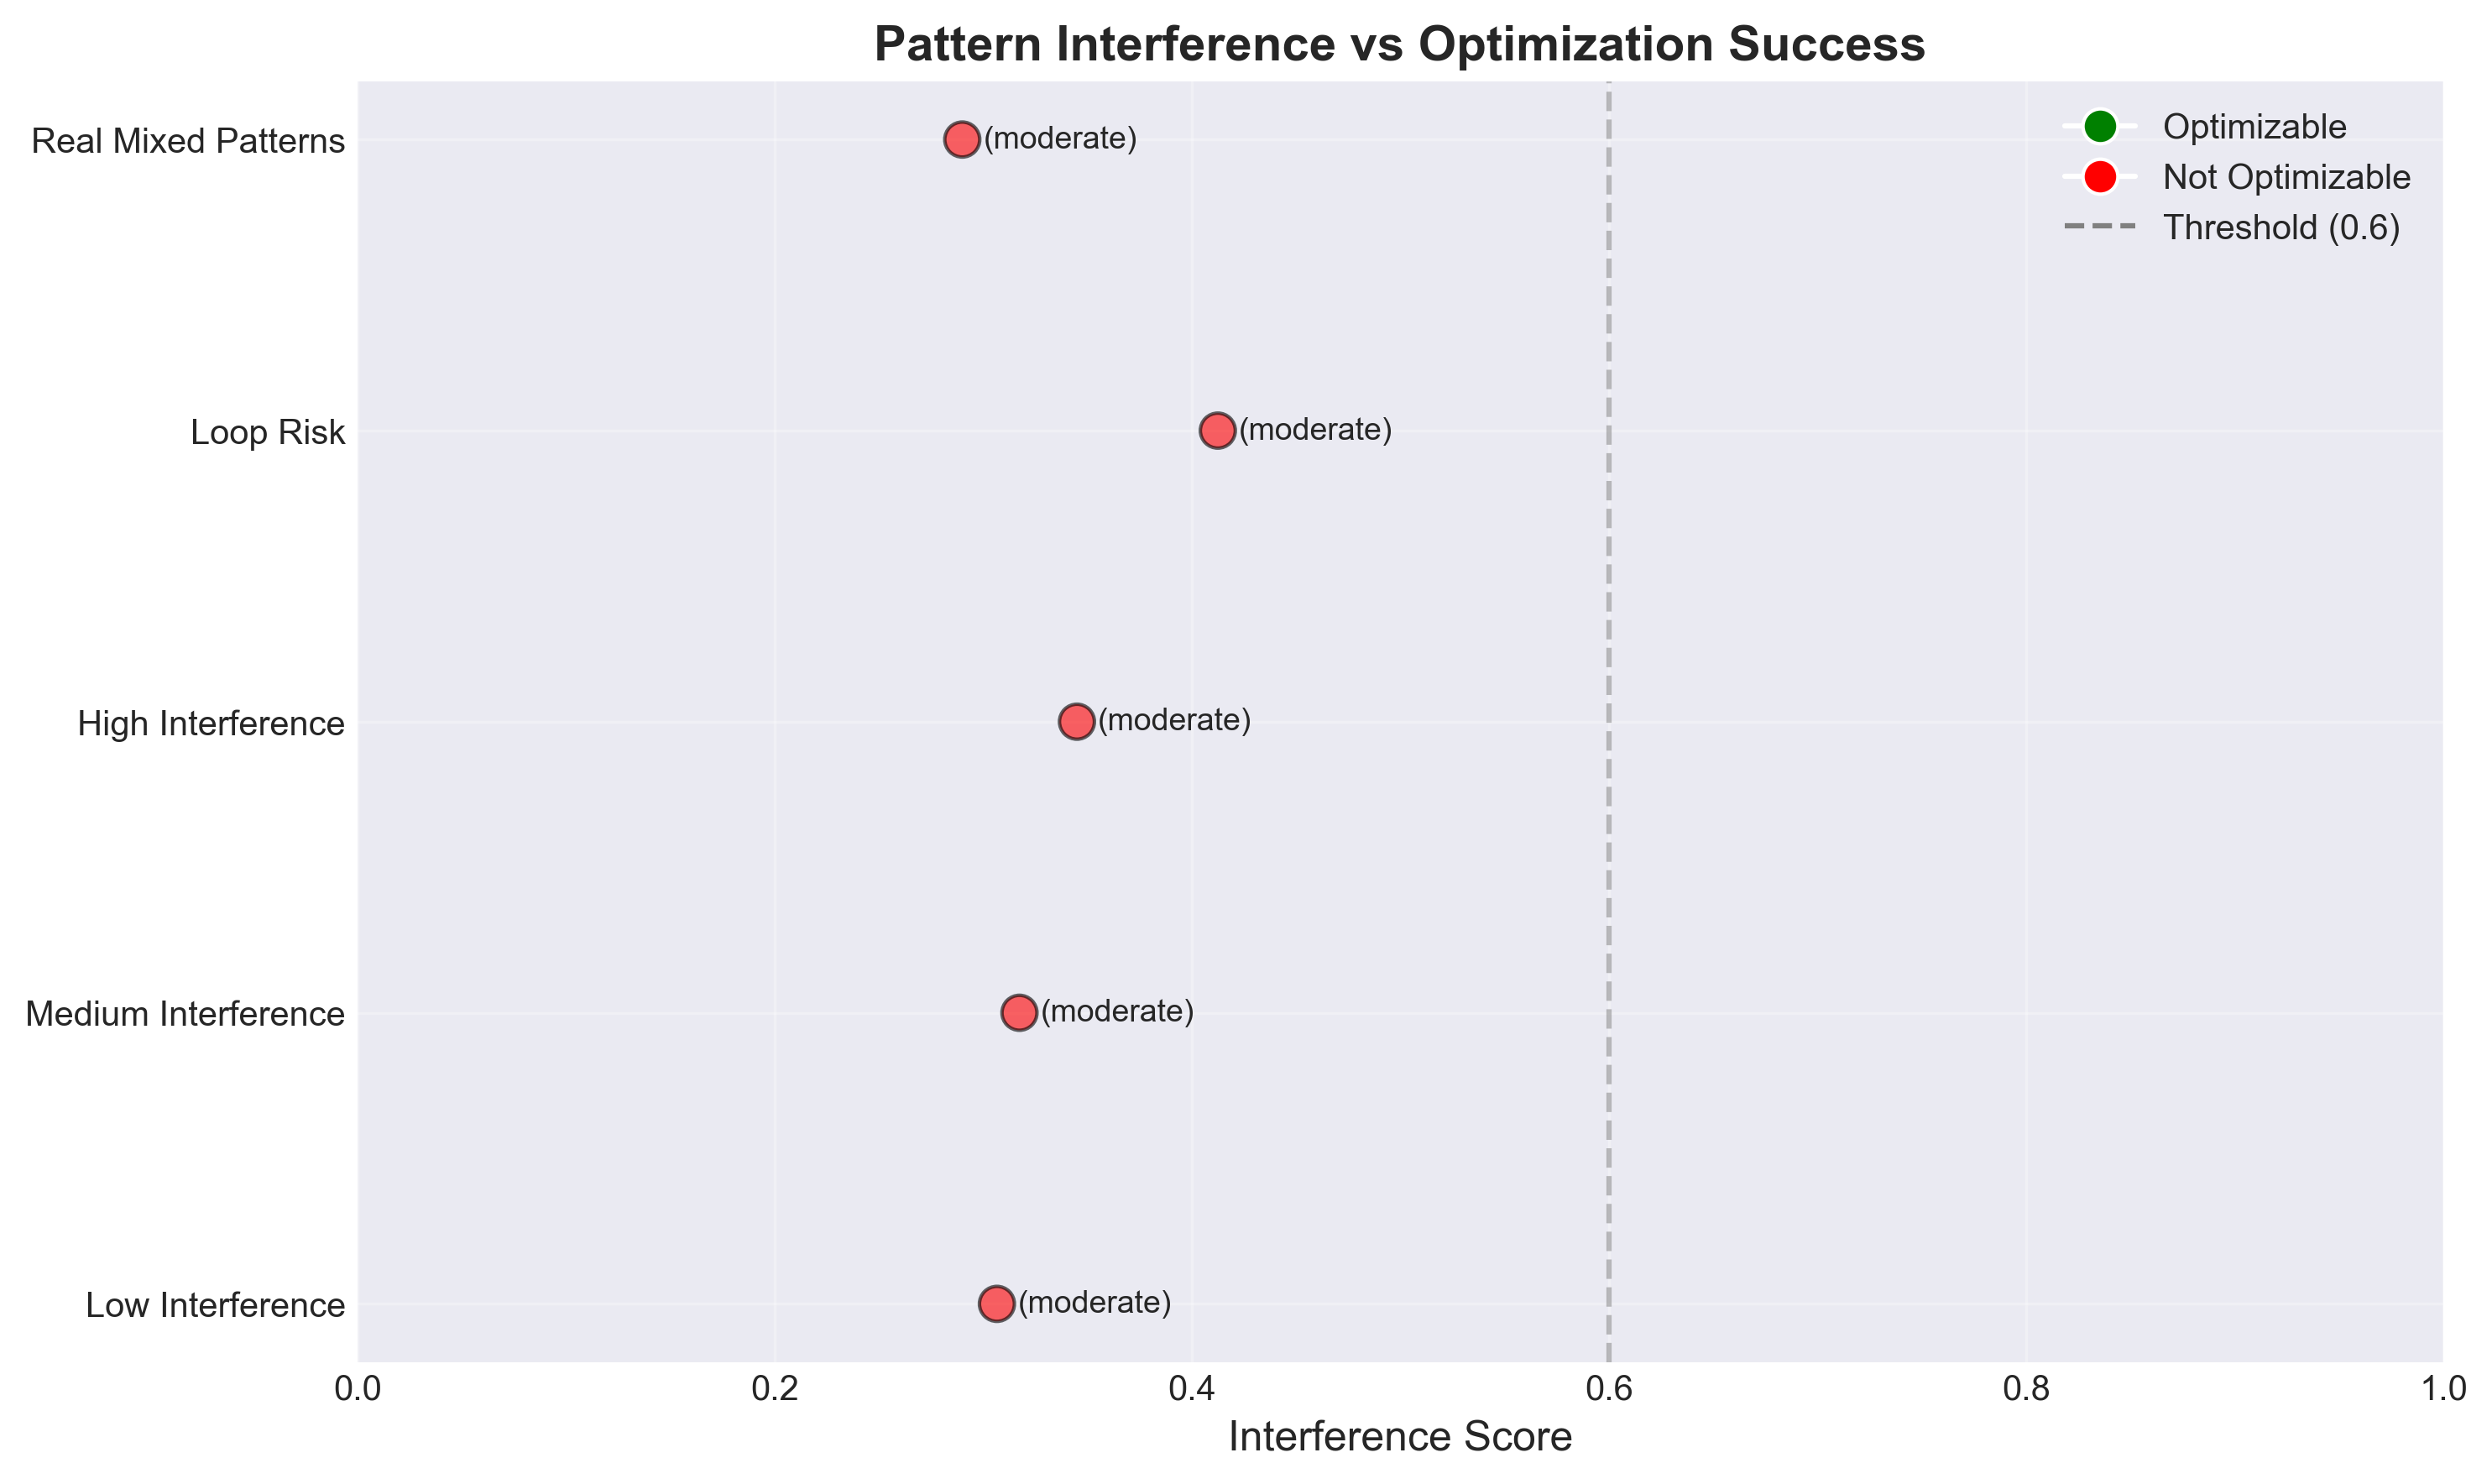 Pattern Interference vs Optimization Success
Optimizable
Not Optimizable
Threshold (0.6)
Real Mixed Patterns
(moderate)
Loop Risk
(moderate)
High Interference
(moderate)
Medium Interference
(moderate)
Low Interference
(moderate)
0.0
0.2
0.4
0.6
0.8
1.0
Interference Score